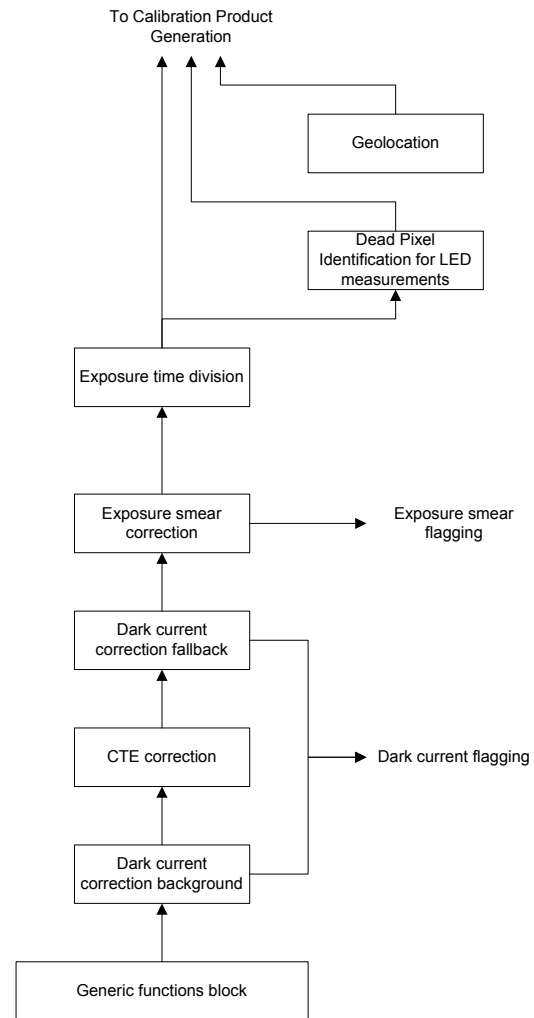 To Calibration Product
Generation
Geolocation
Dead Pixel
Identification for LED
measurements
Exposure time division
Exposure smear
correction
Exposure smear
flagging
Dark current
correction fallback
CTE correction
Dark current flagging
Dark current
correction background
Generic functions block